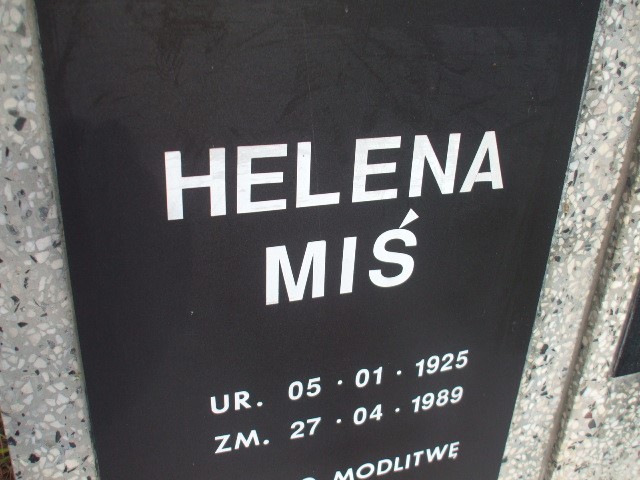 HELENA
MIŚ
UR. 05 · 01 · 1925
ZM. 27 · 04 · 1989
MODLITWĘ